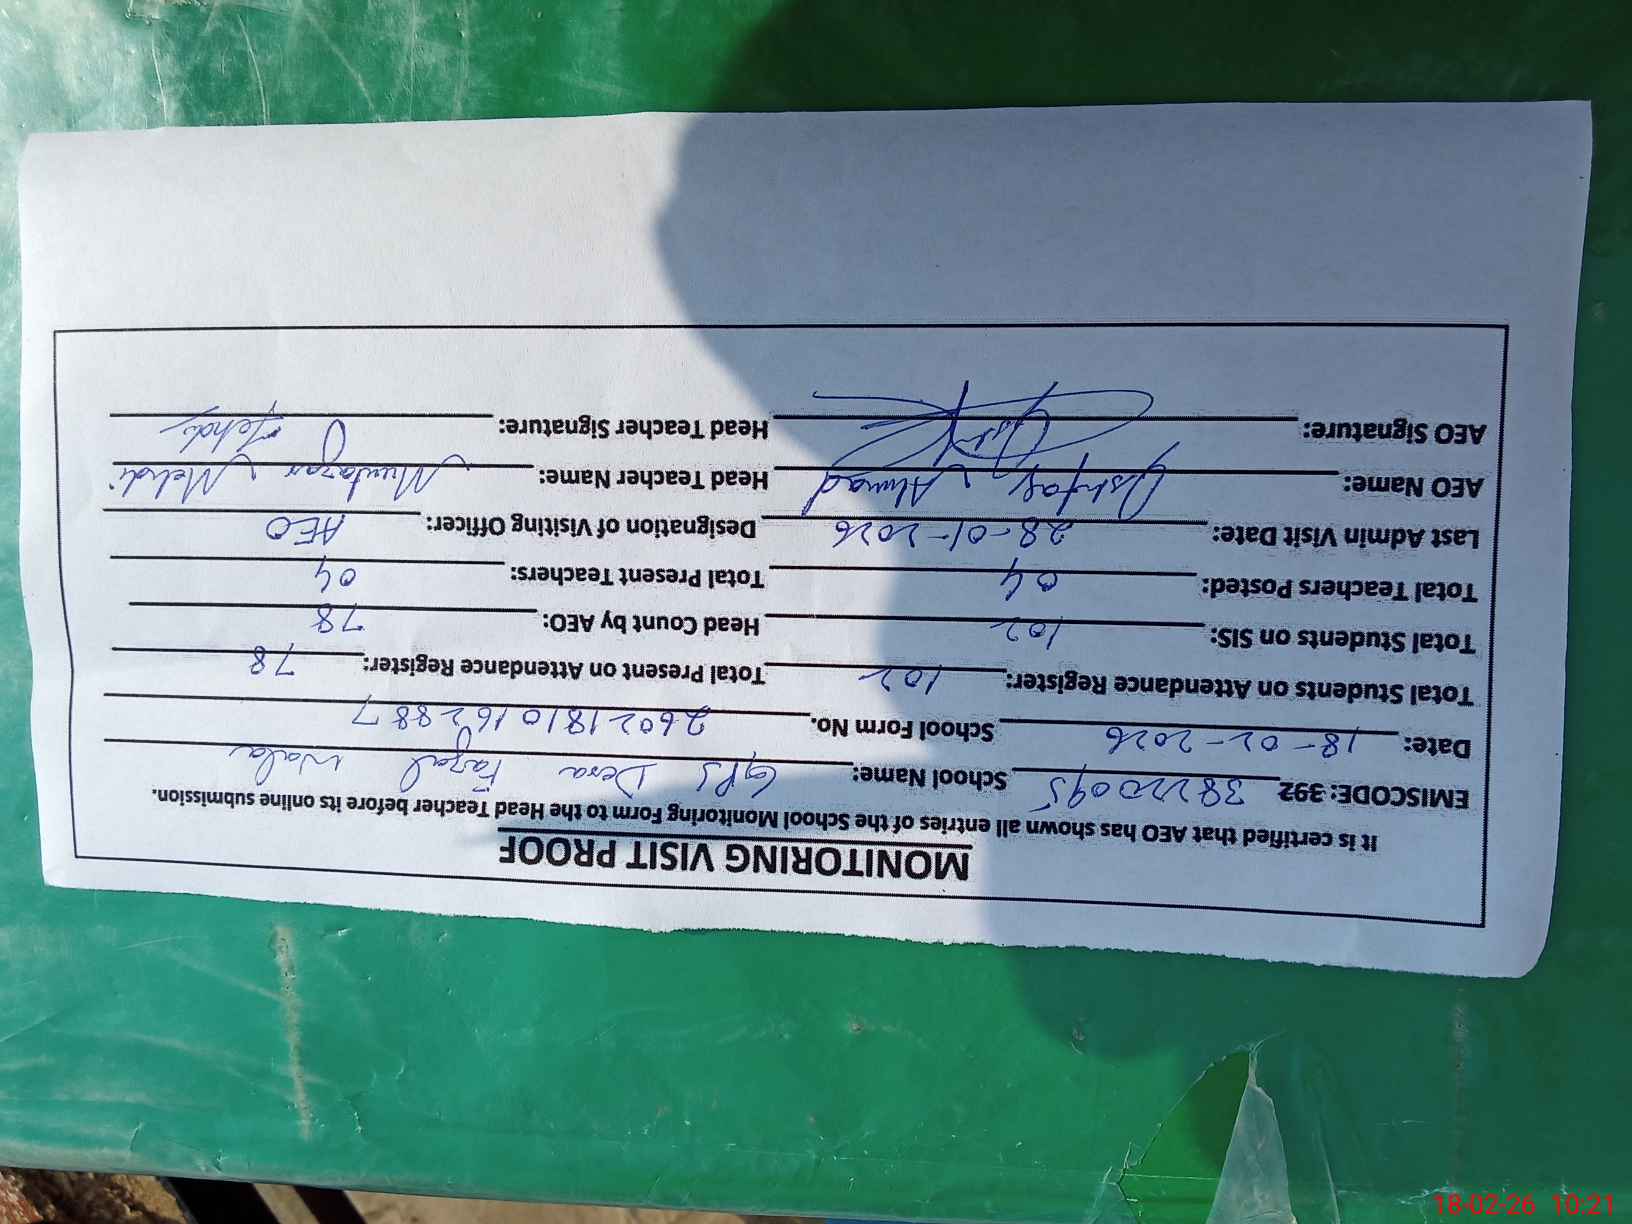 MONITORING VISIT PROOF
It is certified that AEO has shown all entries of the School Monitoring Form to the Head Teacher before its online submission.
EMISCODE: 392 38220095 School Name: GPS Dera Fazal Wala
Date: 18-02-2026 School Form No. 26021810162887
Total Students on Attendance Register: 102 Total Present on Attendance Register: 78
Total Students on SIS: 102 Head Count by AEO: 78
Total Teachers Posted: 04 Total Present Teachers: 04
Last Admin Visit Date: 28-01-2026 Designation of Visiting Officer: AEO
AEO Name: Ishfaq Ahmad Head Teacher Name: Muntazar Mehdi
AEO Signature: Head Teacher Signature: Mehdi
18-02-26 10:21